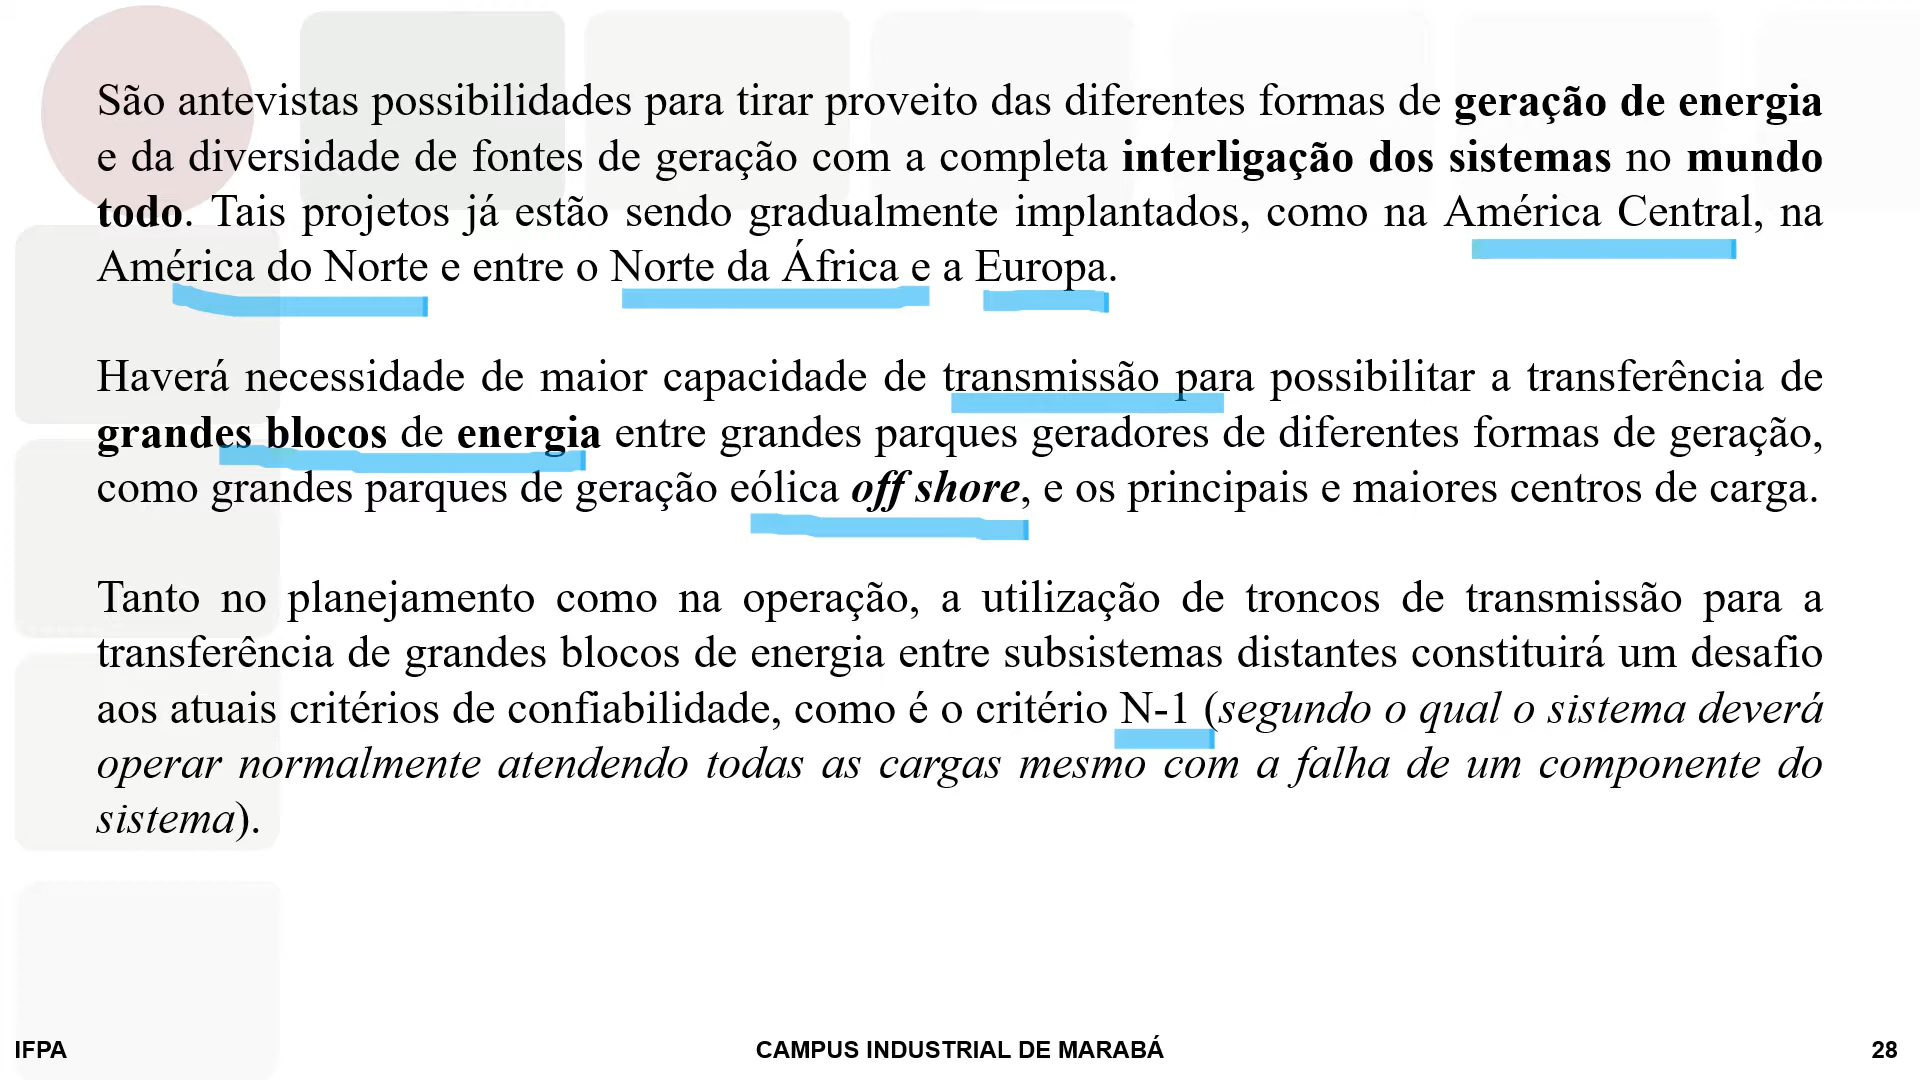 São antevistas possibilidades para tirar proveito das diferentes formas de geração de energia
e da diversidade de fontes de geração com a completa interligação dos sistemas no mundo
todo. Tais projetos já estão sendo gradualmente implantados, como na América Central, na
América do Norte e entre o Norte da África e a Europa.
Haverá necessidade de maior capacidade de transmissão para possibilitar a transferência de
grandes blocos de energia entre grandes parques geradores de diferentes formas de geração,
como grandes parques de geração eólica off shore, e os principais e maiores centros de carga.
Tanto no planejamento como na operação, a utilização de troncos de transmissão para a
transferência de grandes blocos de energia entre subsistemas distantes constituirá um desafio
aos atuais critérios de confiabilidade, como é o critério N-1 (segundo o qual o sistema deverá
operar normalmente atendendo todas as cargas mesmo com a falha de um componente do
sistema).
IFPA
CAMPUS INDUSTRIAL DE MARABÁ
28